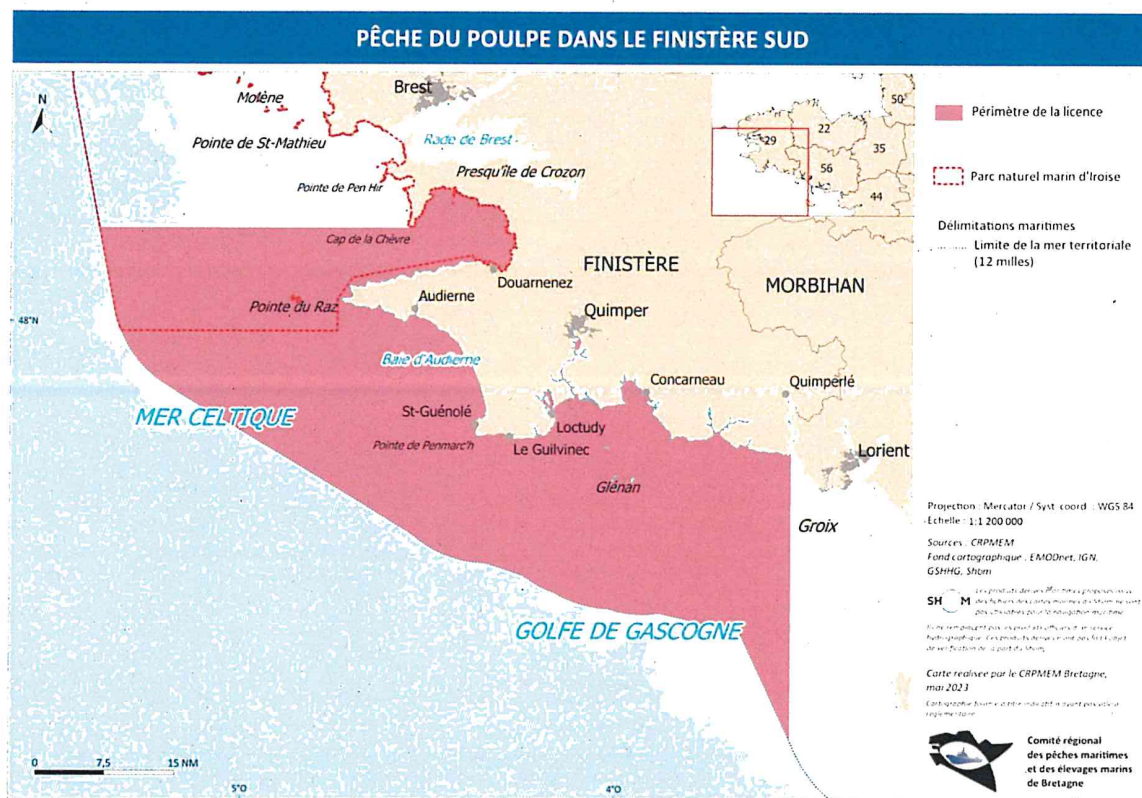 PÊCHE DU POULPE DANS LE FINISTÈRE SUD
N
Molène
Brest
Pointe de St-Mathieu
Rade de Brest
Pointe de Pen Hir
Presqu'île de Crozon
Cap de la Chèvre
FINISTÈRE
Douarnenez
MORBIHAN
Pointe du Raz
Audierne
Quimper
48°N
Baie d'Audierne
Concarneau
Quimperlé
MER CELTIQUE
St-Guénolé
Loctudy
Pointe de Penmarc'h
Le Guilvinec
Lorient
Glénan
Groix
GOLFE DE GASCOGNE
0 7,5 15 NM
5°O
4°O
50
22
29
35
56
44
Périmètre de la licence
Parc naturel marin d'Iroise
Délimitations maritimes
Limite de la mer territoriale
(12 milles)
Projection : Mercator / Syst. coord. : WGS 84
Echelle : 1:1 200 000
Sources : CRPMEM
Fond cartographique : EMODnet, IGN,
GSHHG, Shom
SH M
Carte réalisée par le CRPMEM Bretagne,
mai 2023
Comité régional
des pêches maritimes
et des élevages marins
de Bretagne